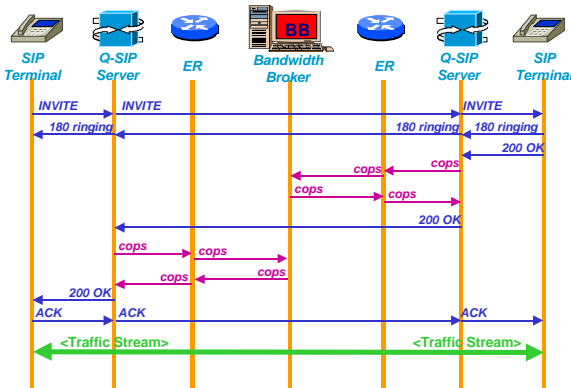 BB
SIP
Terminal
Q-SIP
Server
ER
Bandwidth
Broker
ER
Q-SIP
Server
SIP
Terminal
INVITE
INVITE
INVITE
180 ringing
180 ringing
180 ringing
200 OK
cops
cops
cops
cops
200 OK
cops
cops
cops
cops
200 OK
ACK
ACK
ACK
<Traffic Stream>
<Traffic Stream>